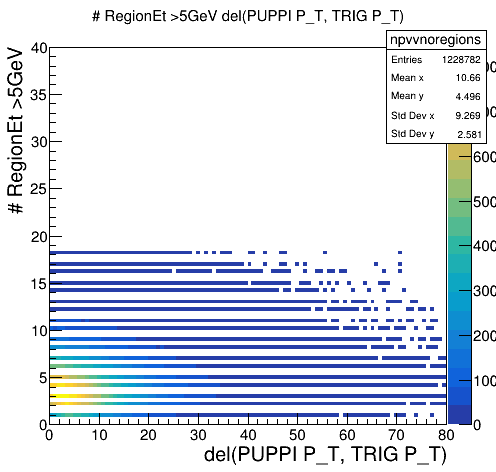 # RegionEt >5GeV del(PUPPI P_T, TRIG P_T)
npvvnoregions
Entries 1228782
Mean x 10.66
Mean y 4.496
Std Dev x 9.269
Std Dev y 2.581
# RegionEt >5GeV
40
35
30
25
20
15
10
5
0
0 10 20 30 40 50 60 70 80
del(PUPPI P_T, TRIG P_T)
600
500
400
300
200
100
0